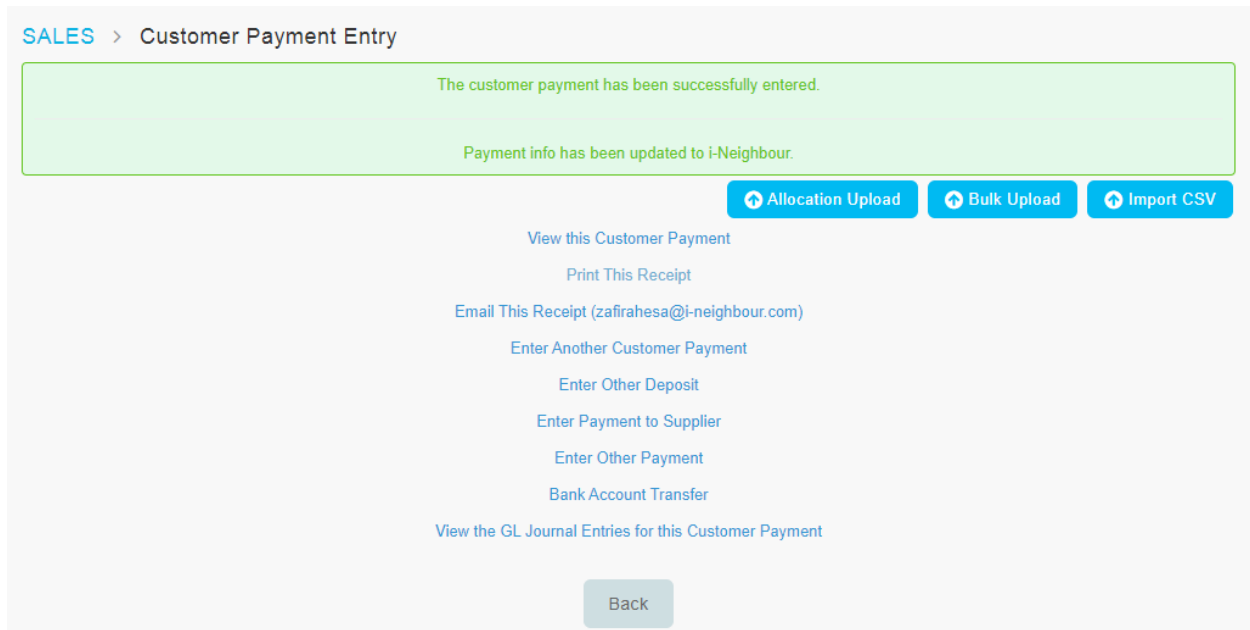 SALES > Customer Payment Entry
The customer payment has been successfully entered.
Payment info has been updated to i-Neighbour.
Allocation Upload Bulk Upload Import CSV
View this Customer Payment
Print This Receipt
Email This Receipt (zafirahesa@i-neighbour.com)
Enter Another Customer Payment
Enter Other Deposit
Enter Payment to Supplier
Enter Other Payment
Bank Account Transfer
View the GL Journal Entries for this Customer Payment
Back